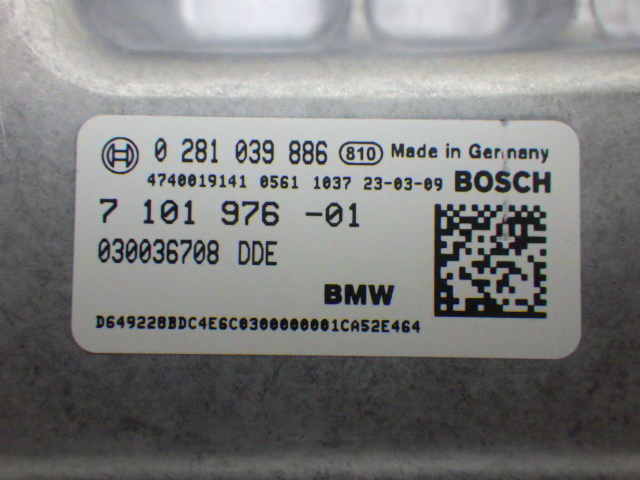 0 281 039 886 810 Made in Germany
4740019141 0561 1037 23-03-09 BOSCH
7 101 976 -01
030036708 DDE
BMW
D649228BDC4E6C0300000001CA52E464